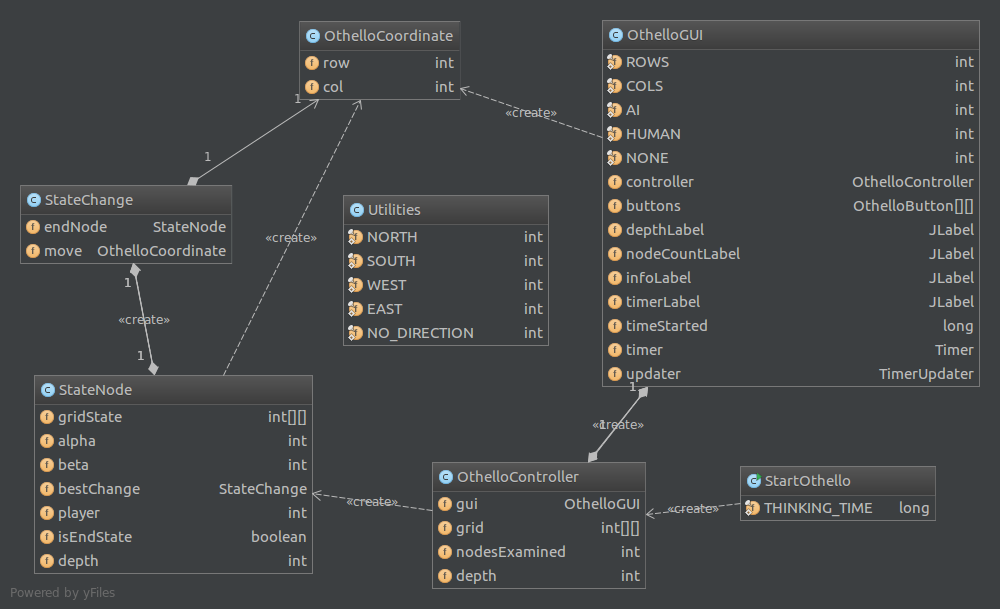 OthelloCoordinate
row int
col int
OthelloGUI
ROWS int
COLS int
AI int
HUMAN int
NONE int
controller OthelloController
buttons OthelloButton[][]
depthLabel JLabel
nodeCountLabel JLabel
infoLabel JLabel
timerLabel JLabel
timeStarted long
timer Timer
updater TimerUpdater
1
«create»
1
StateChange
endNode StateNode
move OthelloCoordinate
Utilities
NORTH int
SOUTH int
WEST int
EAST int
NO_DIRECTION int
«create»
1
«create»
1
StateNode
gridState int[][]
alpha int
beta int
bestChange StateChange
player int
isEndState boolean
depth int
1
«create»
1
OthelloController
gui OthelloGUI
grid int[][]
nodesExamined int
depth int
«create»
StartOthello
THINKING_TIME long
«create»
Powered by yFiles